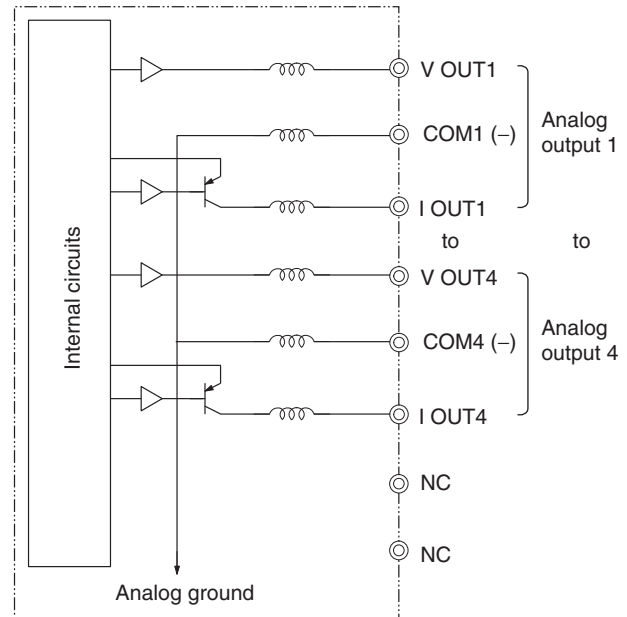 Internal circuits
V OUT1
COM1 (–)
Analog
output 1
I OUT1
to
to
V OUT4
COM4 (–)
Analog
output 4
I OUT4
NC
NC
Analog ground